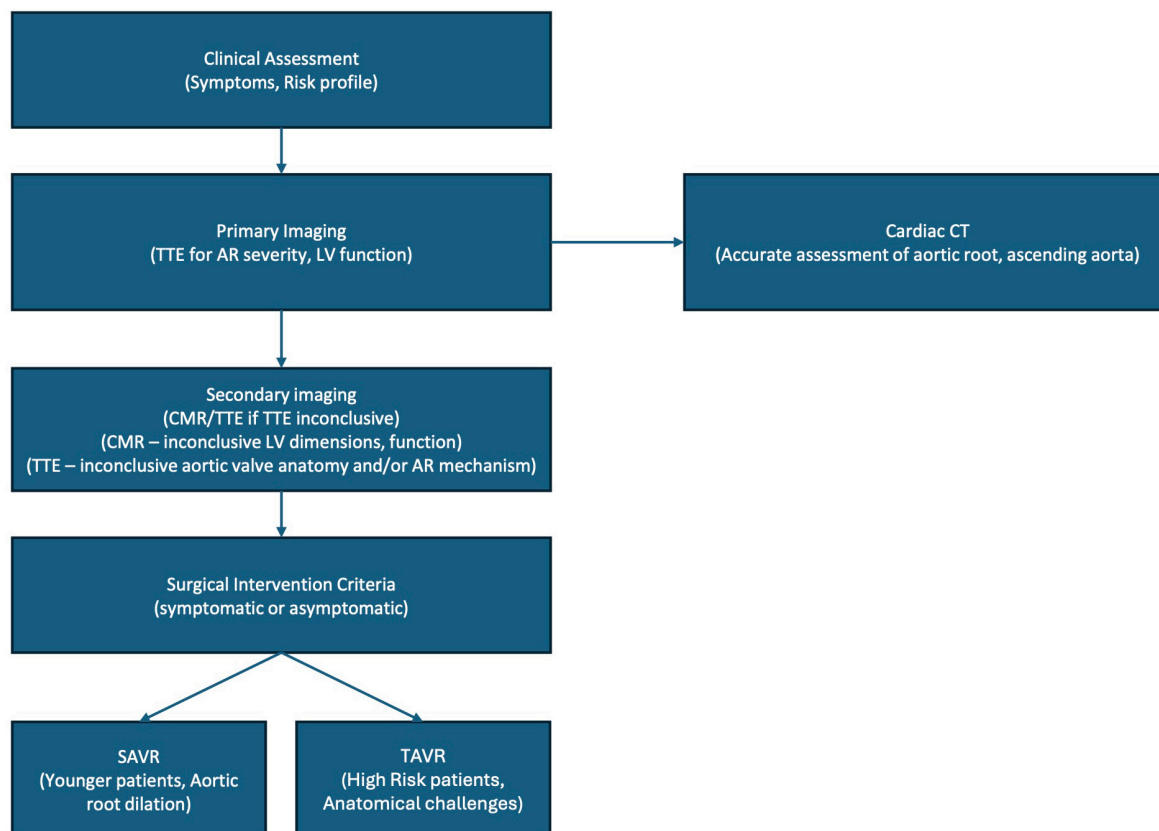 Clinical Assessment
(Symptoms, Risk profile)
Primary Imaging
(TTE for AR severity, LV function)
Cardiac CT
(Accurate assessment of aortic root, ascending aorta)
Secondary imaging
(CMR/TTE if TTE inconclusive)
(CMR – inconclusive LV dimensions, function)
(TTE – inconclusive aortic valve anatomy and/or AR mechanism)
Surgical Intervention Criteria
(symptomatic or asymptomatic)
SAVR
(Younger patients, Aortic
root dilation)
TAVR
(High Risk patients,
Anatomical challenges)